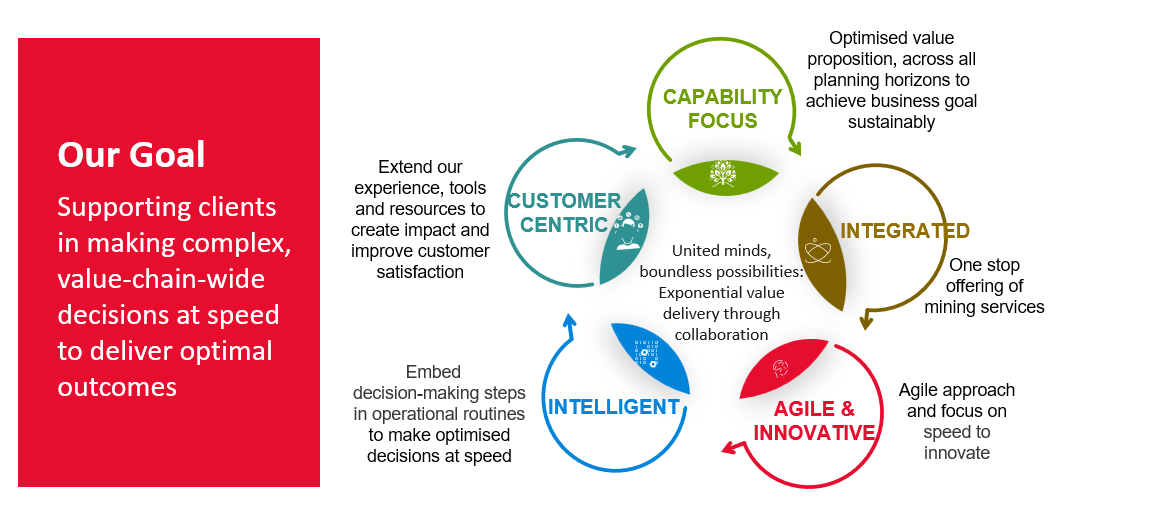 Our Goal
Supporting clients
in making complex,
value-chain-wide
decisions at speed
to deliver optimal
outcomes
CAPABILITY
FOCUS
Optimised value
proposition, across all
planning horizons to
achieve business goal
sustainably
INTEGRATED
One stop
offering of
mining services
AGILE &
INNOVATIVE
Agile approach
and focus on
speed to
innovate
INTELLIGENT
Embed
decision-making steps
in operational routines
to make optimised
decisions at speed
CUSTOMER
CENTRIC
Extend our
experience, tools
and resources to
create impact and
improve customer
satisfaction
United minds,
boundless possibilities:
Exponential value
delivery through
collaboration